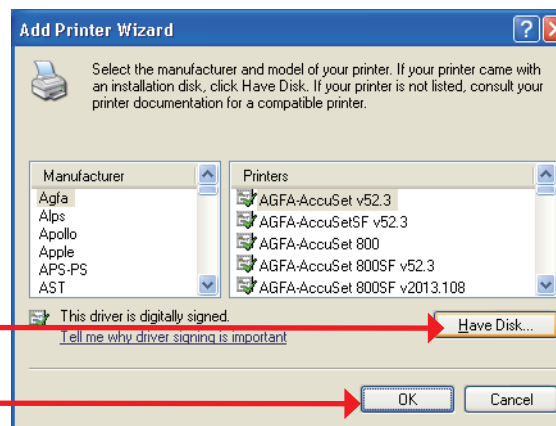 Add Printer Wizard
Select the manufacturer and model of your printer. If your printer came with
an installation disk, click Have Disk. If your printer is not listed, consult your
printer documentation for a compatible printer.
Manufacturer
Agfa
Alps
Apollo
Apple
APS-PS
AST
Printers
AGFA-AccuSet v52.3
AGFA-AccuSetSF v52.3
AGFA-AccuSet 800
AGFA-AccuSet 800SF v52.3
AGFA-AccuSet 800SF v2013.108
This driver is digitally signed.
Tell me why driver signing is important
Have Disk...
OK
Cancel